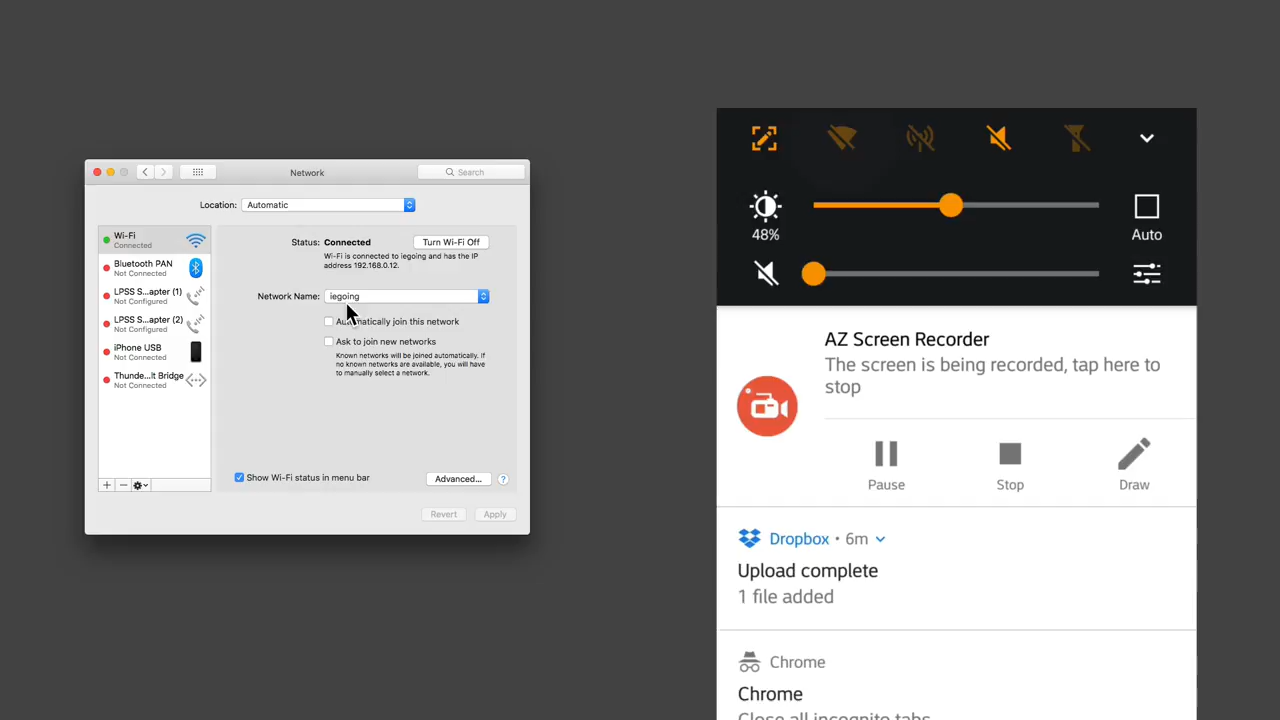 Network
Search
Location: Automatic
Wi-Fi
Connected
Bluetooth PAN
Not Connected
LPSS S...apter (1)
Not Configured
LPSS S...apter (2)
Not Configured
iPhone USB
Not Connected
Thunde...lt Bridge
Not Connected
Status: Connected
Turn Wi-Fi Off
Wi-Fi is connected to iegoing and has the IP
address 192.168.0.12.
Network Name: iegoing
Automatically join this network
Ask to join new networks
Known networks will be joined automatically. If
no known networks are available, you will have
to manually select a network.
Show Wi-Fi status in menu bar
Advanced...
?
Revert
Apply
48%
Auto
AZ Screen Recorder
The screen is being recorded, tap here to
stop
Pause
Stop
Draw
Dropbox • 6m
Upload complete
1 file added
Chrome
Chrome
Close all incognito tabs